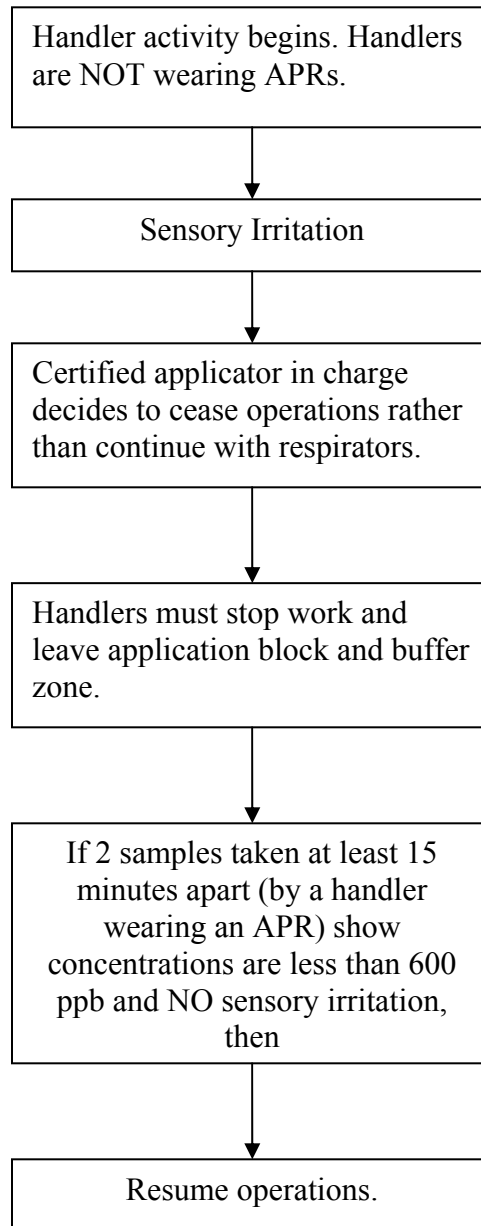 Handler activity begins. Handlers
are NOT wearing APRs.
Sensory Irritation
Certified applicator in charge
decides to cease operations rather
than continue with respirators.
Handlers must stop work and
leave application block and buffer
zone.
If 2 samples taken at least 15
minutes apart (by a handler
wearing an APR) show
concentrations are less than 600
ppb and NO sensory irritation,
then
Resume operations.